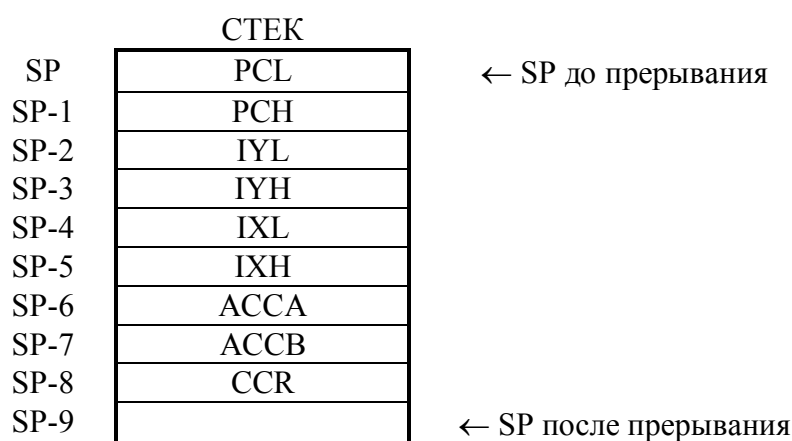 СТЕК
SP PCL ← SP до прерывания
SP-1 PCH
SP-2 IYL
SP-3 IYH
SP-4 IXL
SP-5 IXH
SP-6 ACCA
SP-7 ACCB
SP-8 CCR
SP-9 ← SP после прерывания